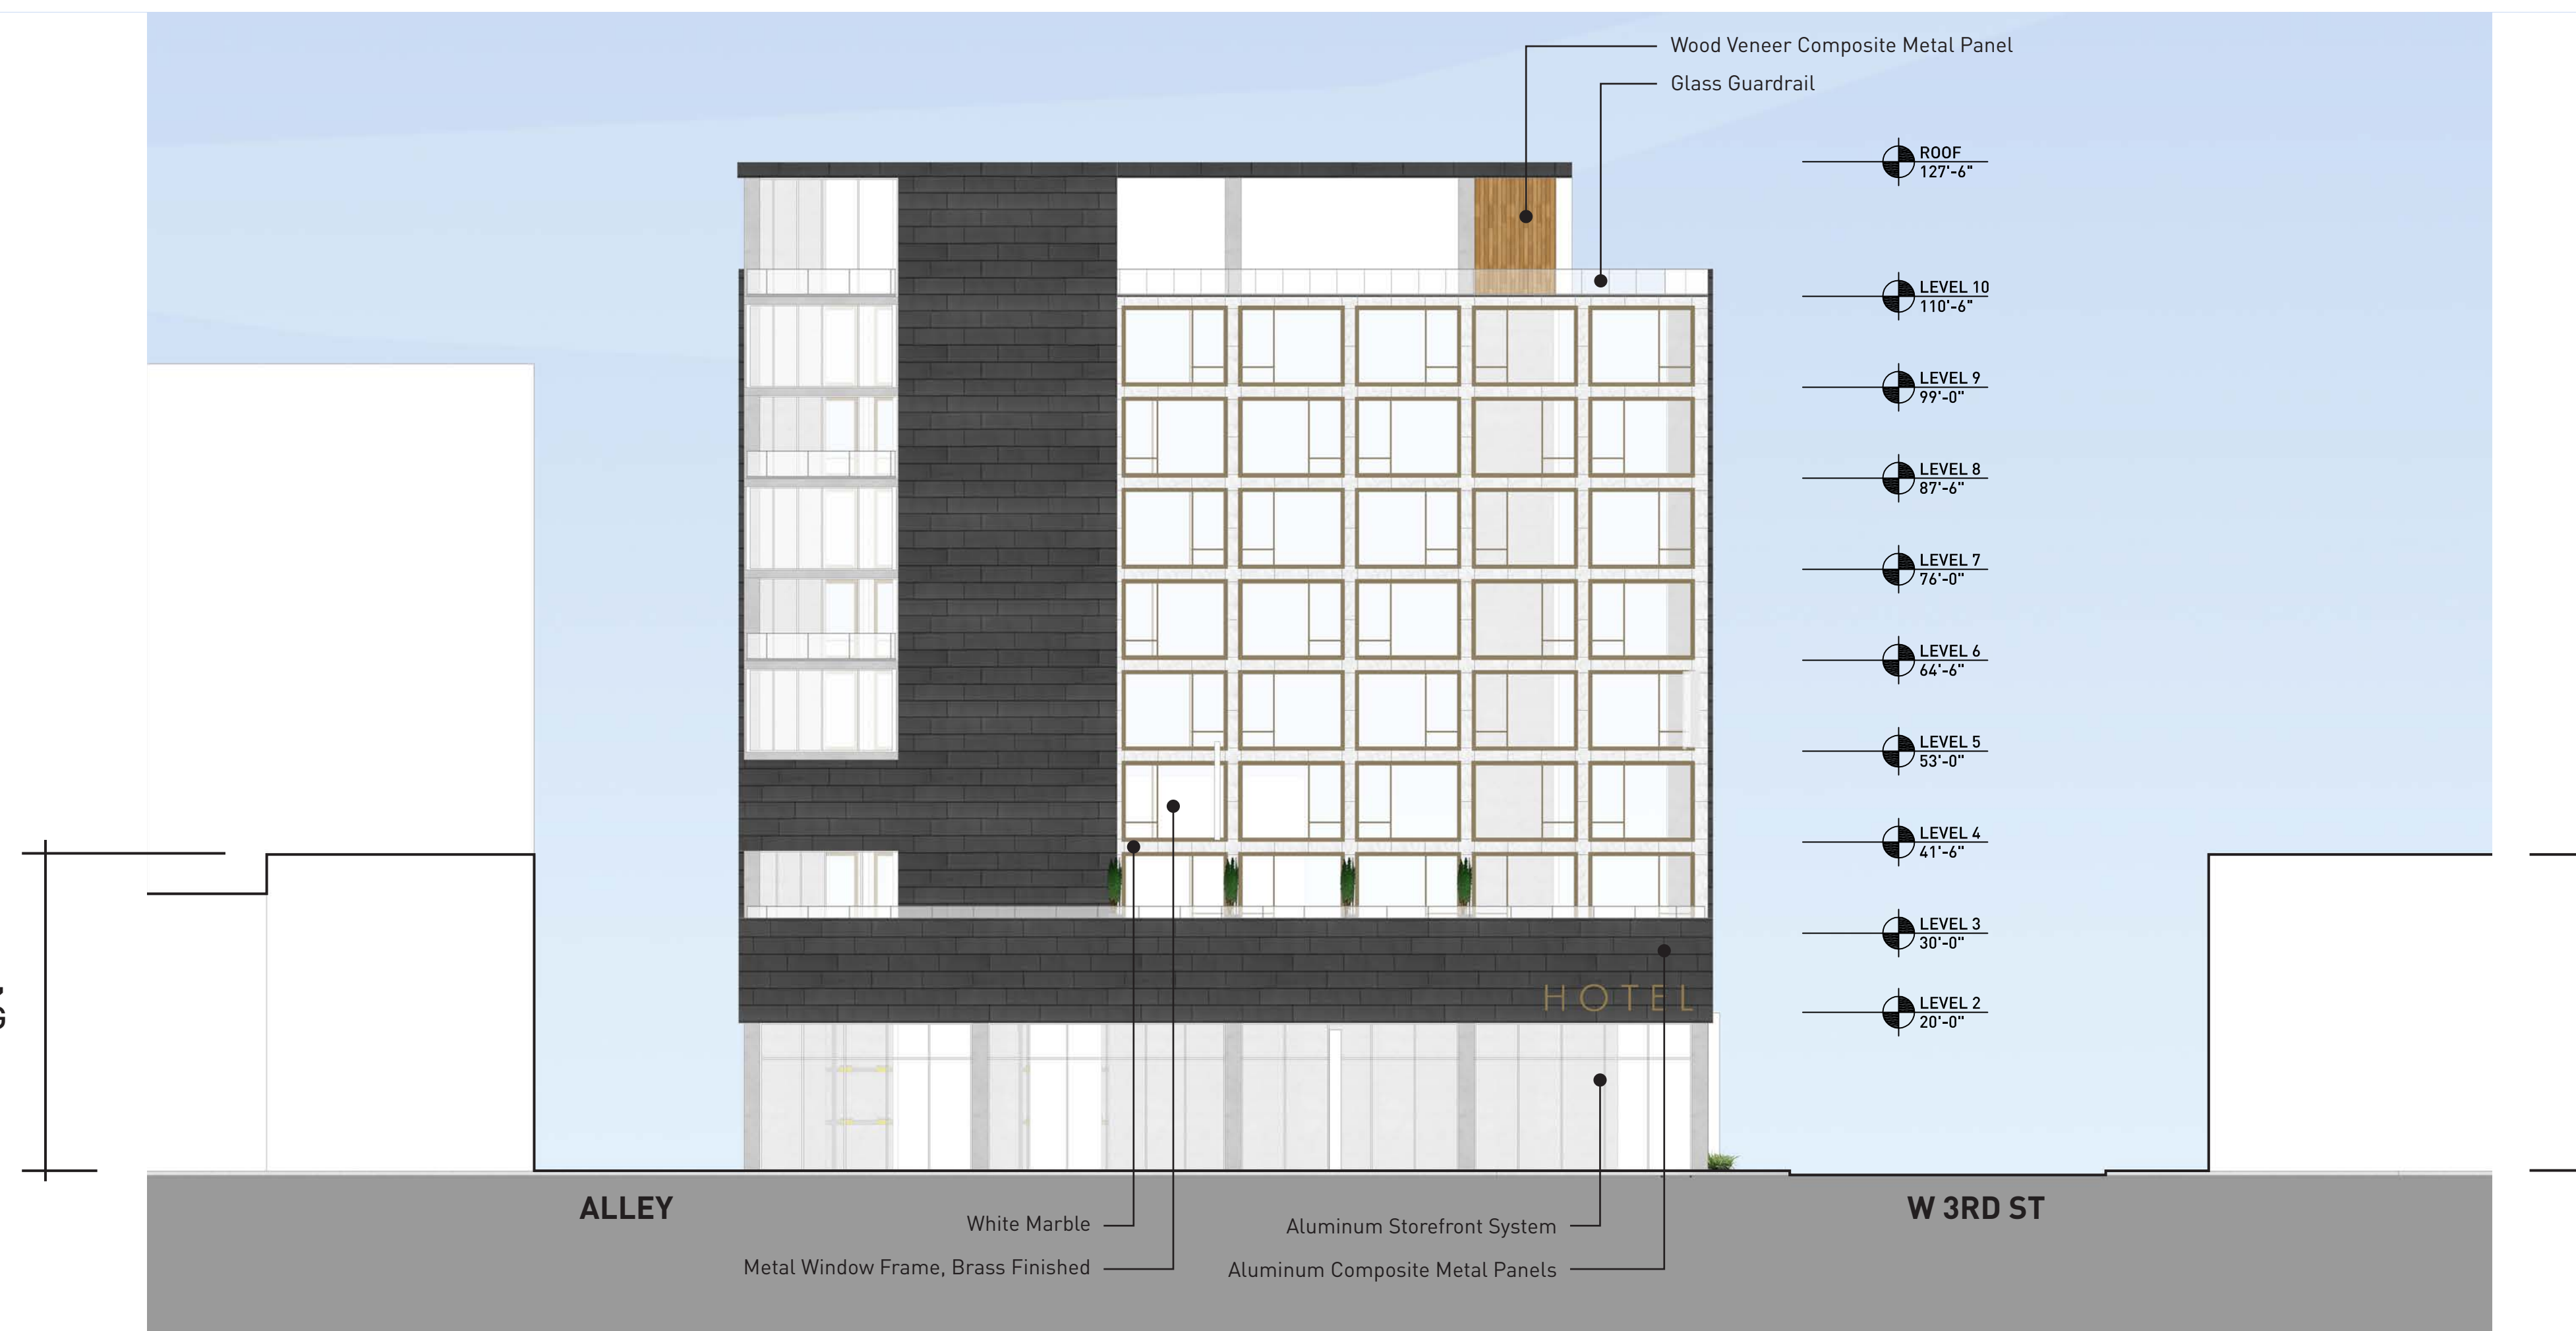 Wood Veneer Composite Metal Panel
Glass Guardrail
ROOF
127'-6"
LEVEL 10
110'-6"
LEVEL 9
99'-0"
LEVEL 8
87'-6"
LEVEL 7
76'-0"
LEVEL 6
64'-6"
LEVEL 5
53'-0"
LEVEL 4
41'-6"
LEVEL 3
30'-0"
HOTEL
LEVEL 2
20'-0"
ALLEY
W 3RD ST
White Marble
Aluminum Storefront System
Metal Window Frame, Brass Finished
Aluminum Composite Metal Panels